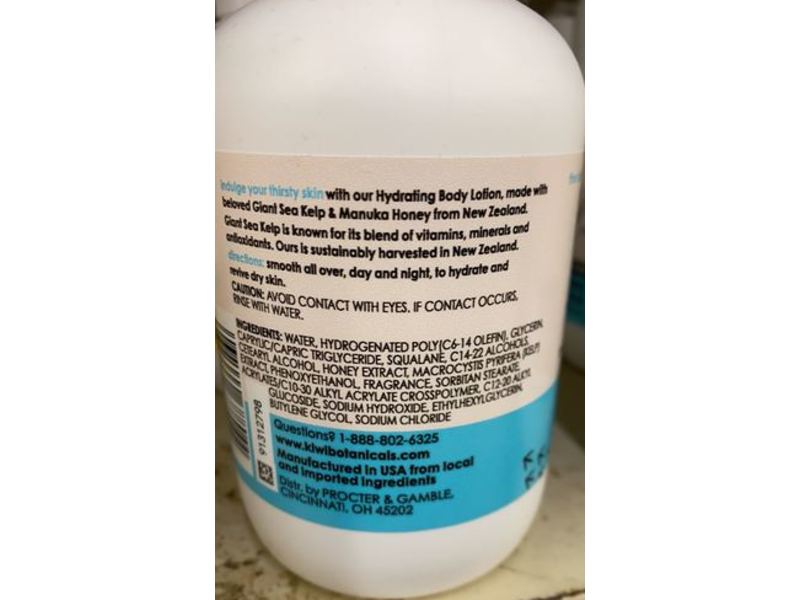 indulge your thirsty skin with our Hydrating Body Lotion, made with
beloved Giant Sea Kelp & Manuka Honey from New Zealand.
Giant Sea Kelp is known for its blend of vitamins, minerals and
antioxidants. Ours is sustainably harvested in New Zealand.
directions: smooth all over, day and night, to hydrate and
revive dry skin.
CAUTION: AVOID CONTACT WITH EYES. IF CONTACT OCCURS,
RINSE WITH WATER.
INGREDIENTS: WATER, HYDROGENATED POLY(C6-14 OLEFIN), GLYCERIN,
CAPRYLIC/CAPRIC TRIGLYCERIDE, SQUALANE, C14-22 ALCOHOLS,
CETEARYL ALCOHOL, HONEY EXTRACT, MACROCYSTIS PYRIFERA (KELP)
EXTRACT, PHENOXYETHANOL, FRAGRANCE, SORBITAN STEARATE,
ACRYLATES/C10-30 ALKYL ACRYLATE CROSSPOLYMER, C12-20 ALKYL
GLUCOSIDE, SODIUM HYDROXIDE, ETHYLHEXYLGLYCERIN,
BUTYLENE GLYCOL, SODIUM CHLORIDE
91312798
Questions? 1-888-802-6325
www.kiwibotanicals.com
Manufactured in USA from local
and imported ingredients
Distr. by PROCTER & GAMBLE,
CINCINNATI, OH 45202